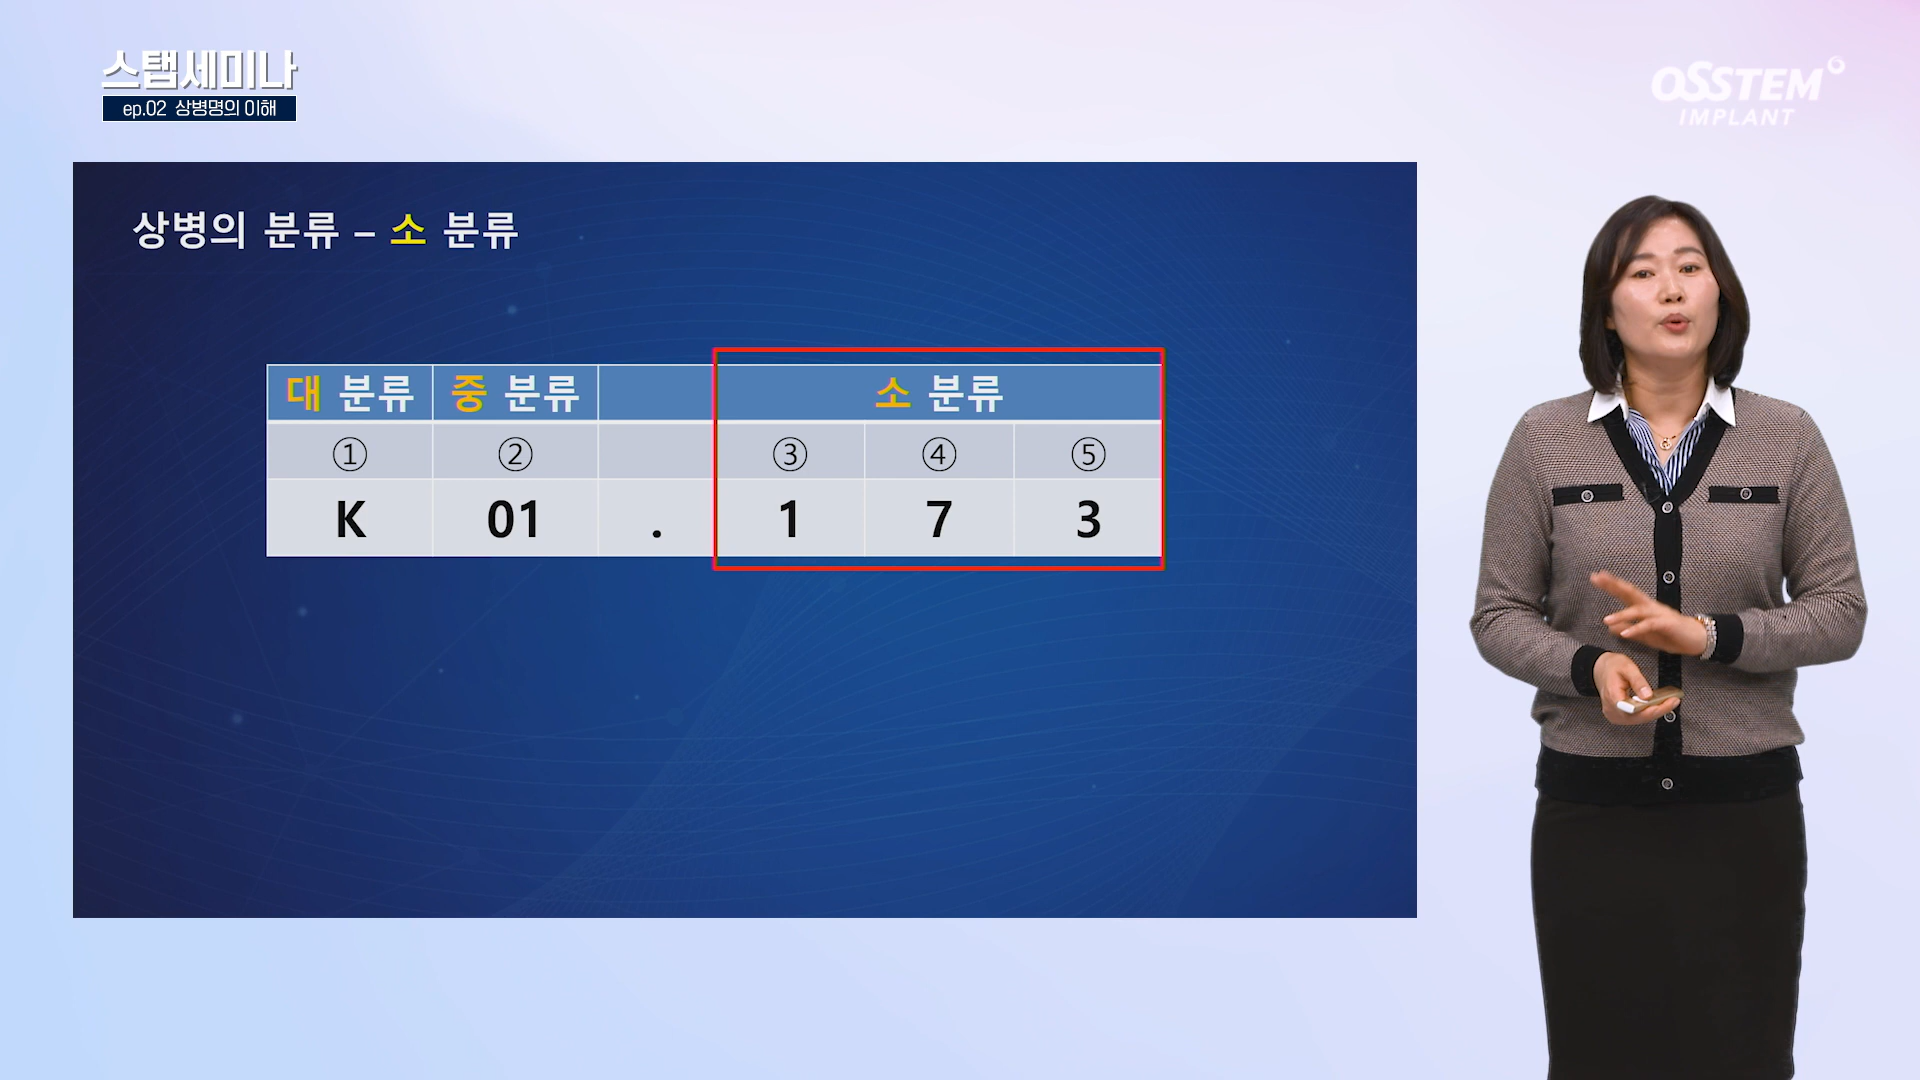 스탭세미나
ep.02 상병명의 이해
OSSTEM
IMPLANT
상병의 분류 – 소 분류
대 분류 중 분류 소 분류
① ② ③ ④ ⑤
K 01 . 1 7 3